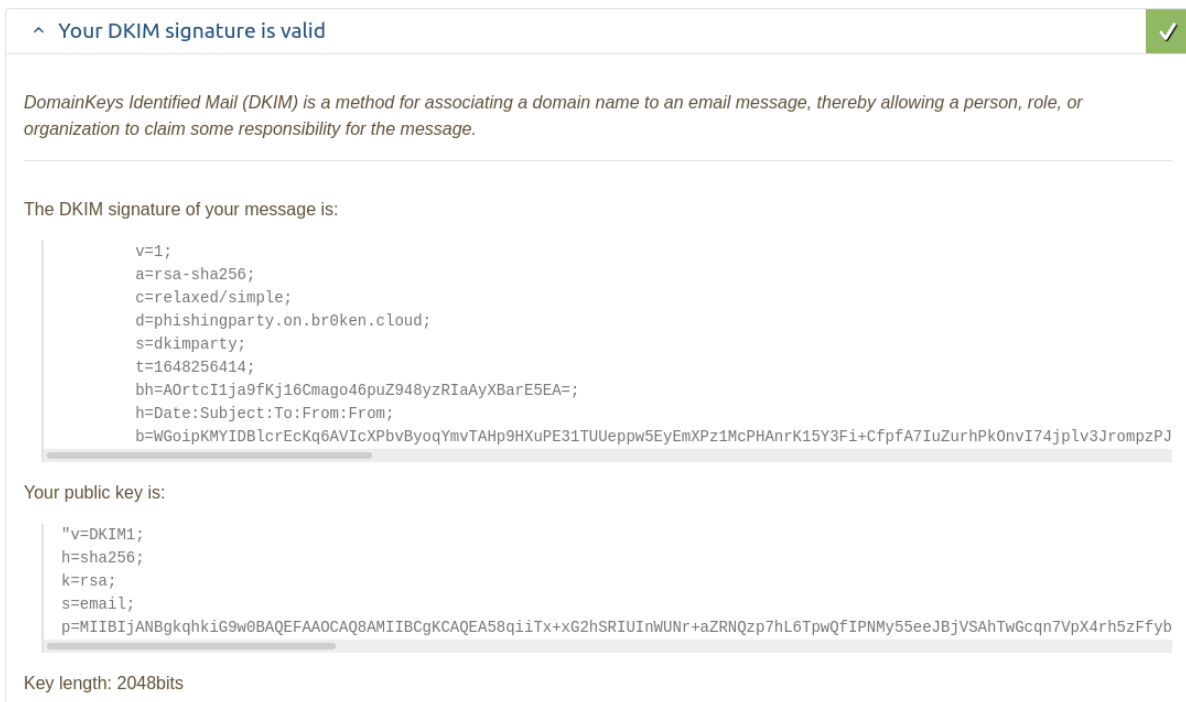 Your DKIM signature is valid
DomainKeys Identified Mail (DKIM) is a method for associating a domain name to an email message, thereby allowing a person, role, or
organization to claim some responsibility for the message.
The DKIM signature of your message is:
v=1;
a=rsa-sha256;
c=relaxed/simple;
d=phishingparty.on.br0ken.cloud;
s=dkimparty;
t=1648256414;
bh=AOrtcI1ja9fKj16Cmago46puZ948yzRIaAyXBarE5EA=;
h=Date:Subject:To:From:From;
b=WGoipKMYIDBlcrEcKq6AVIcXPbvByoqYmvTAHp9HXuPE31TUUeppw5EyEmXPz1McPHAnrK15Y3Fi+CfpfA7IuZurhPkOnvI74jplv3JrompzPJ
Your public key is:
"v=DKIM1;
h=sha256;
k=rsa;
s=email;
p=MIIBIjANBgkqhkiG9w0BAQEFAAOCAQ8AMIIBCgKCAQEA58qiiTx+xG2hSRIUInWUNr+aZRNQzp7hL6TpwQfIPNMy55eeJBjVSAhTwGcqn7VpX4rh5zFfyb
Key length: 2048bits